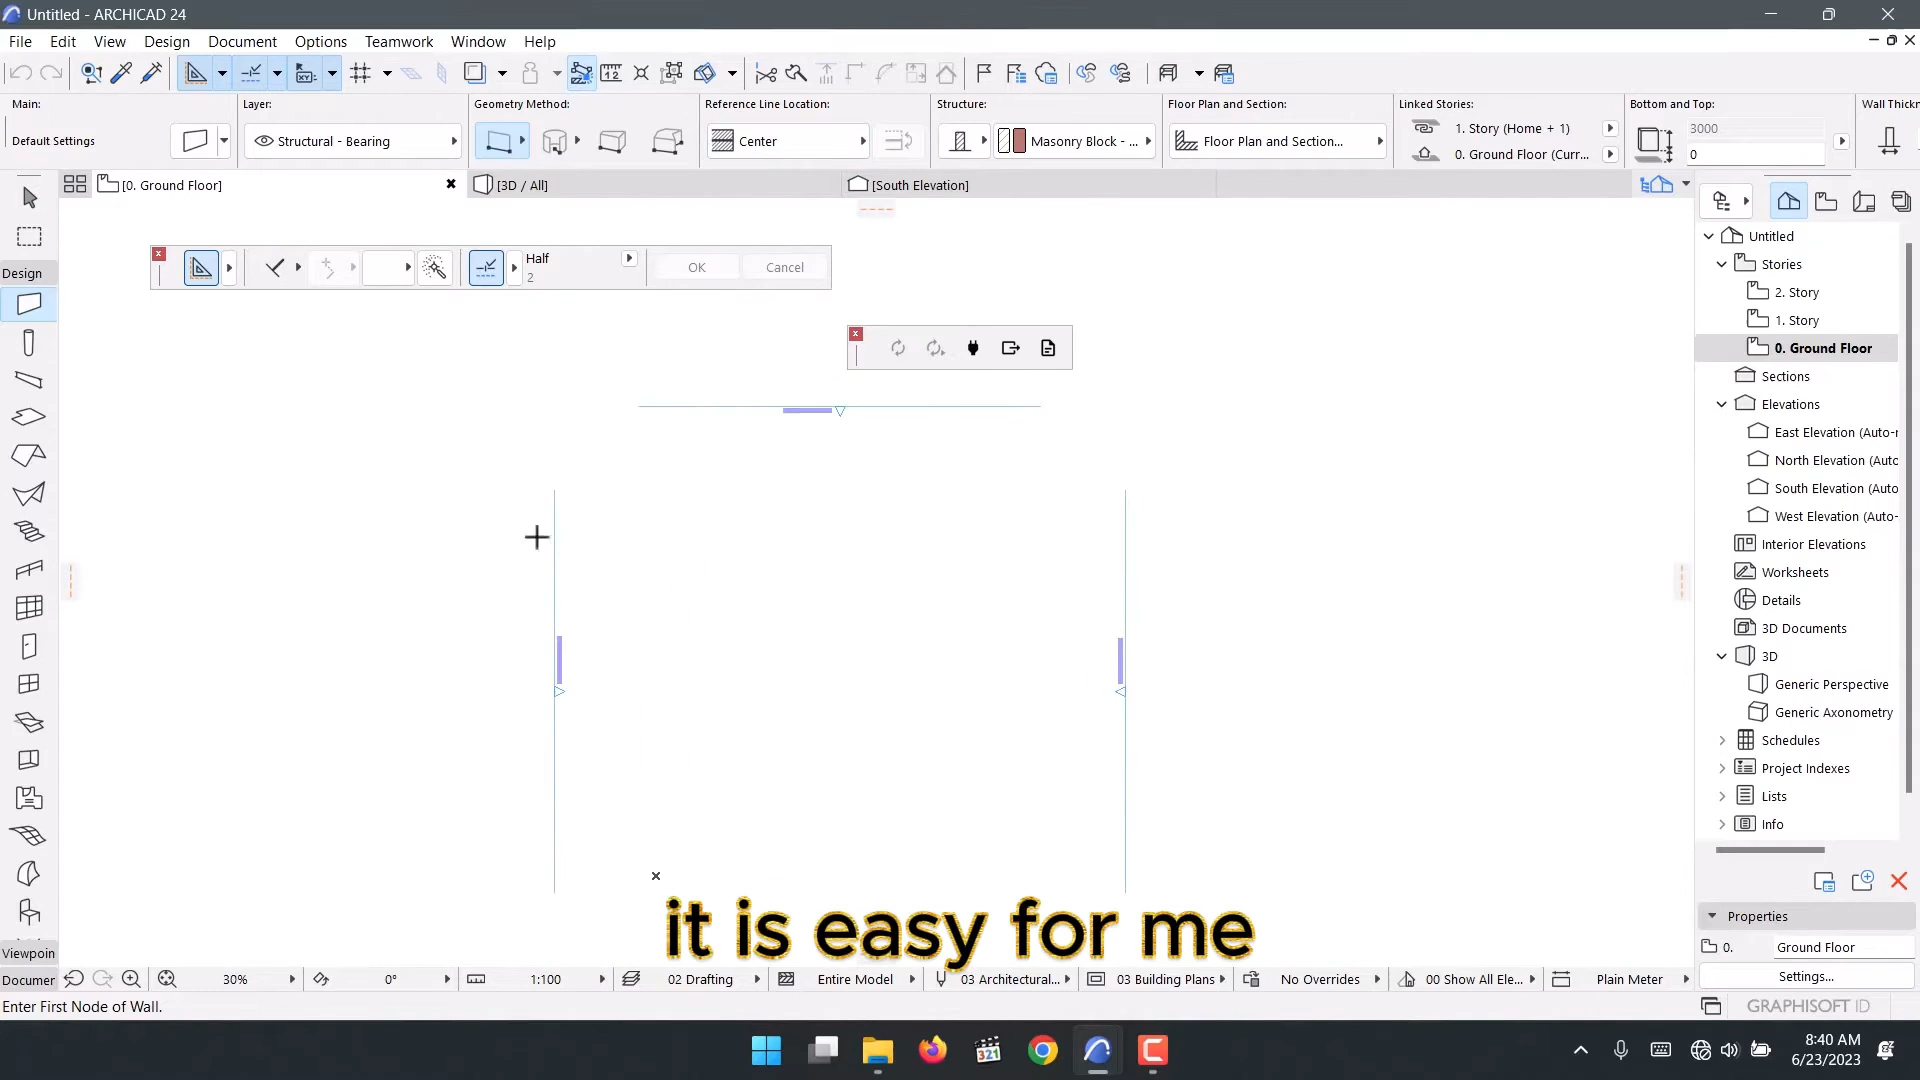 Untitled - ARCHICAD 24
File Edit View Design Document Options Teamwork Window Help
Main:
Default Settings
Layer:
Structural - Bearing
Geometry Method:
Reference Line Location:
Center
Structure:
Masonry Block - ...
Floor Plan and Section:
Floor Plan and Section...
Linked Stories:
1. Story (Home + 1)
0. Ground Floor (Curr...
Bottom and Top:
3000
0
Wall Thickn
[0. Ground Floor]
[3D / All]
[South Elevation]
Design
Half
2
OK
Cancel
Untitled
Stories
2. Story
1. Story
0. Ground Floor
Sections
Elevations
East Elevation (Auto-r
North Elevation (Auto
South Elevation (Auto
West Elevation (Auto-
Interior Elevations
Worksheets
Details
3D Documents
3D
Generic Perspective
Generic Axonometry
Schedules
Project Indexes
Lists
Info
it is easy for me
Properties
0.
Ground Floor
Settings...
Viewpoin
Documer
30%
0°
1:100
02 Drafting
Entire Model
03 Architectural...
03 Building Plans
No Overrides
00 Show All Ele...
Plain Meter
Enter First Node of Wall.
GRAPHISOFT ID
321
8:40 AM
6/23/2023